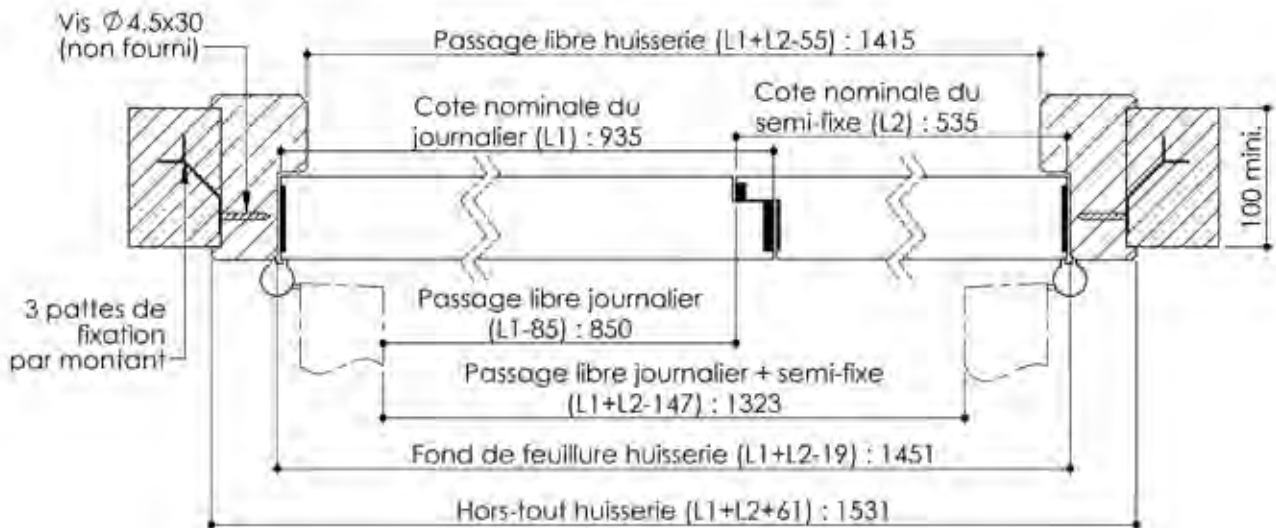 Vis Ø4,5x30
(non fourni)
Passage libre huisserie (L1+L2-55) : 1415
Cote nominale du
journalier (L1) : 935
Cote nominale du
semi-fixe (L2) : 535
100 mini.
3 pattes de
fixation
par montant
Passage libre journalier
(L1-85) : 850
Passage libre journalier + semi-fixe
(L1+L2-147) : 1323
Fond de feuillure huisserie (L1+L2-19) : 1451
Hors-tout huisserie (L1+L2+61) : 1531